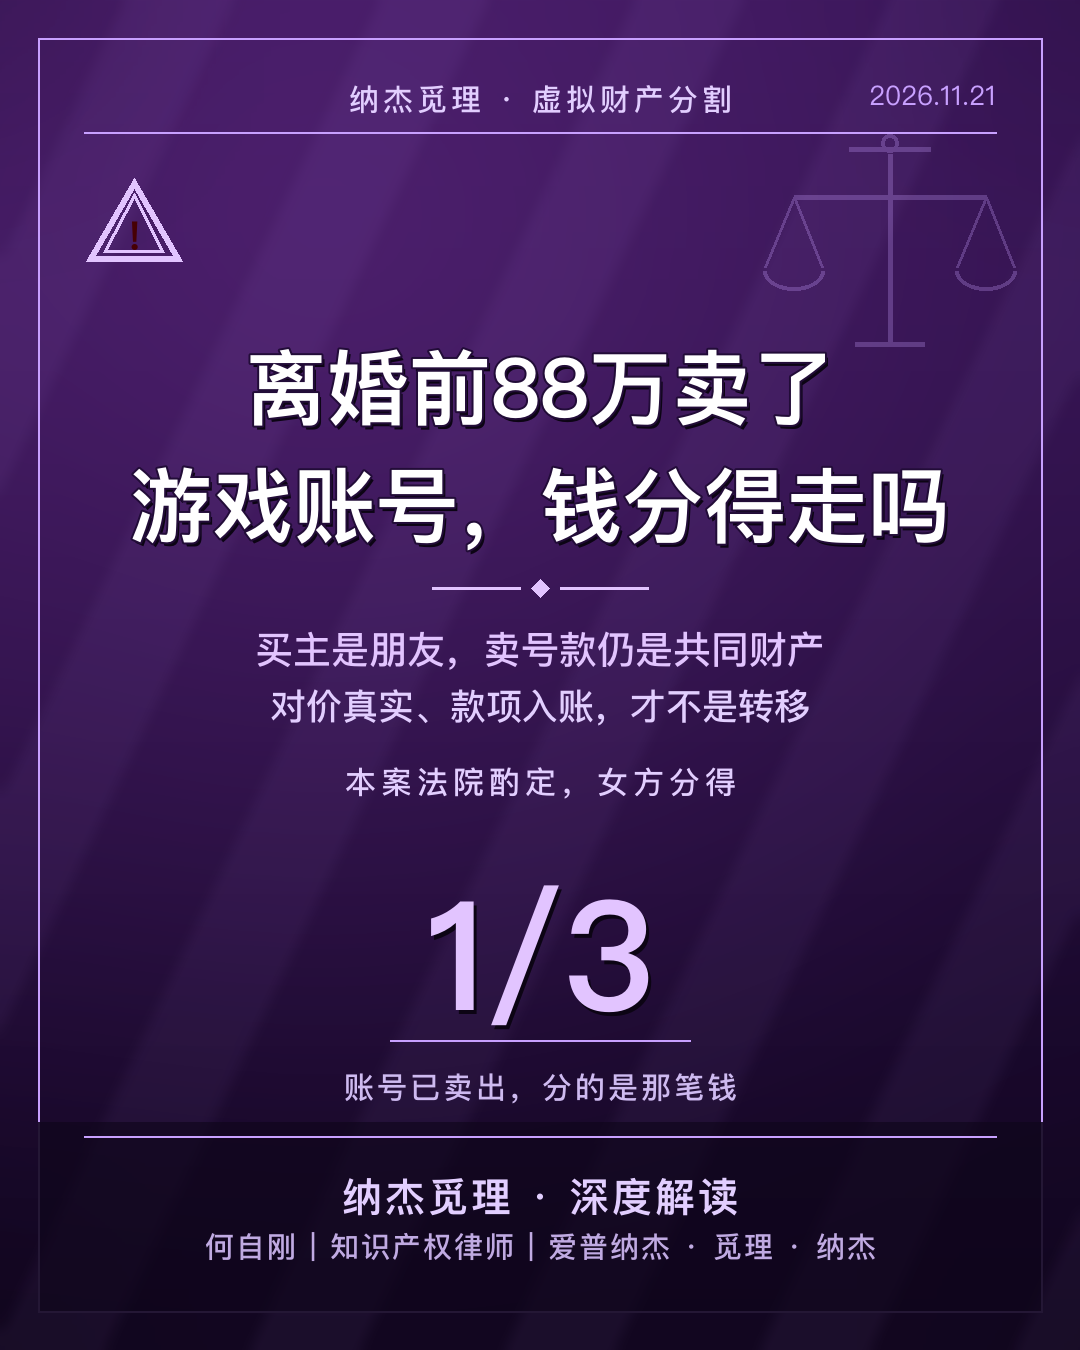 纳杰觅理 · 虚拟财产分割
2026.11.21
!
离婚前88万卖了
游戏账号，钱分得走吗
买主是朋友，卖号款仍是共同财产
对价真实、款项入账，才不是转移
本案法院酌定，女方分得
1/3
账号已卖出，分的是那笔钱
纳杰觅理 · 深度解读
何自刚 | 知识产权律师 | 爱普纳杰 · 觅理 · 纳杰